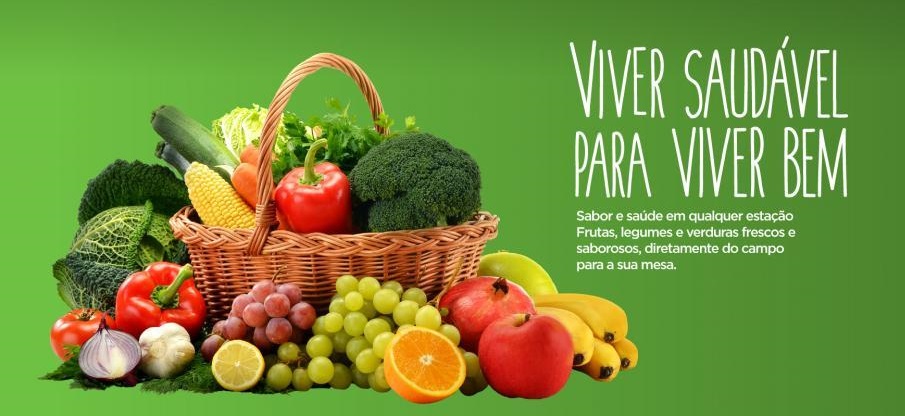 VIVER SAUDÁVEL
PARA VIVER BEM
Sabor e saúde em qualquer estação
Frutas, legumes e verduras frescos e
saborosos, diretamente do campo
para a sua mesa.